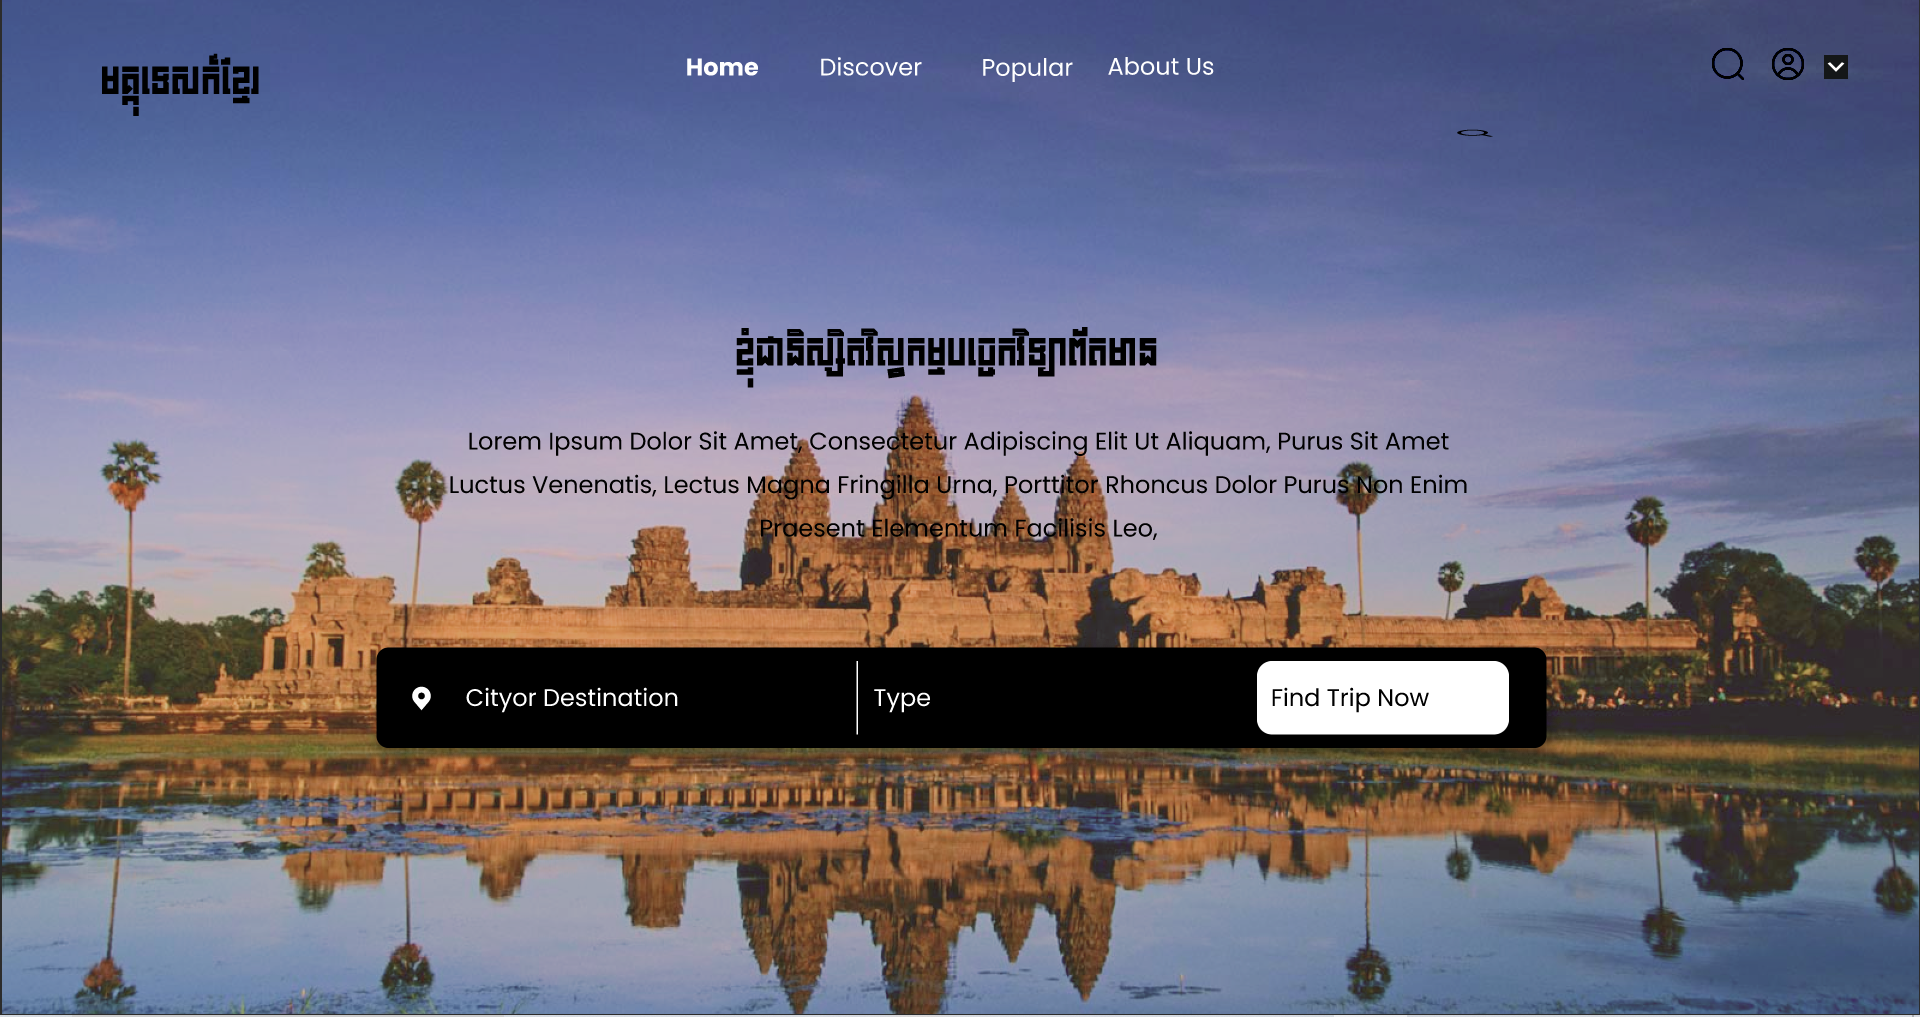 មគ្គុទេសក៍ខ្មែរ
Home Discover Popular About Us
ខ្ញុំជានិស្សិតវិស្វកម្មបច្ចេកវិទ្យាព័ត៌មាន
Lorem Ipsum Dolor Sit Amet, Consectetur Adipiscing Elit Ut Aliquam, Purus Sit Amet
Luctus Venenatis, Lectus Magna Fringilla Urna, Porttitor Rhoncus Dolor Purus Non Enim
Praesent Elementum Facilisis Leo,
Cityor Destination
Type
Find Trip Now